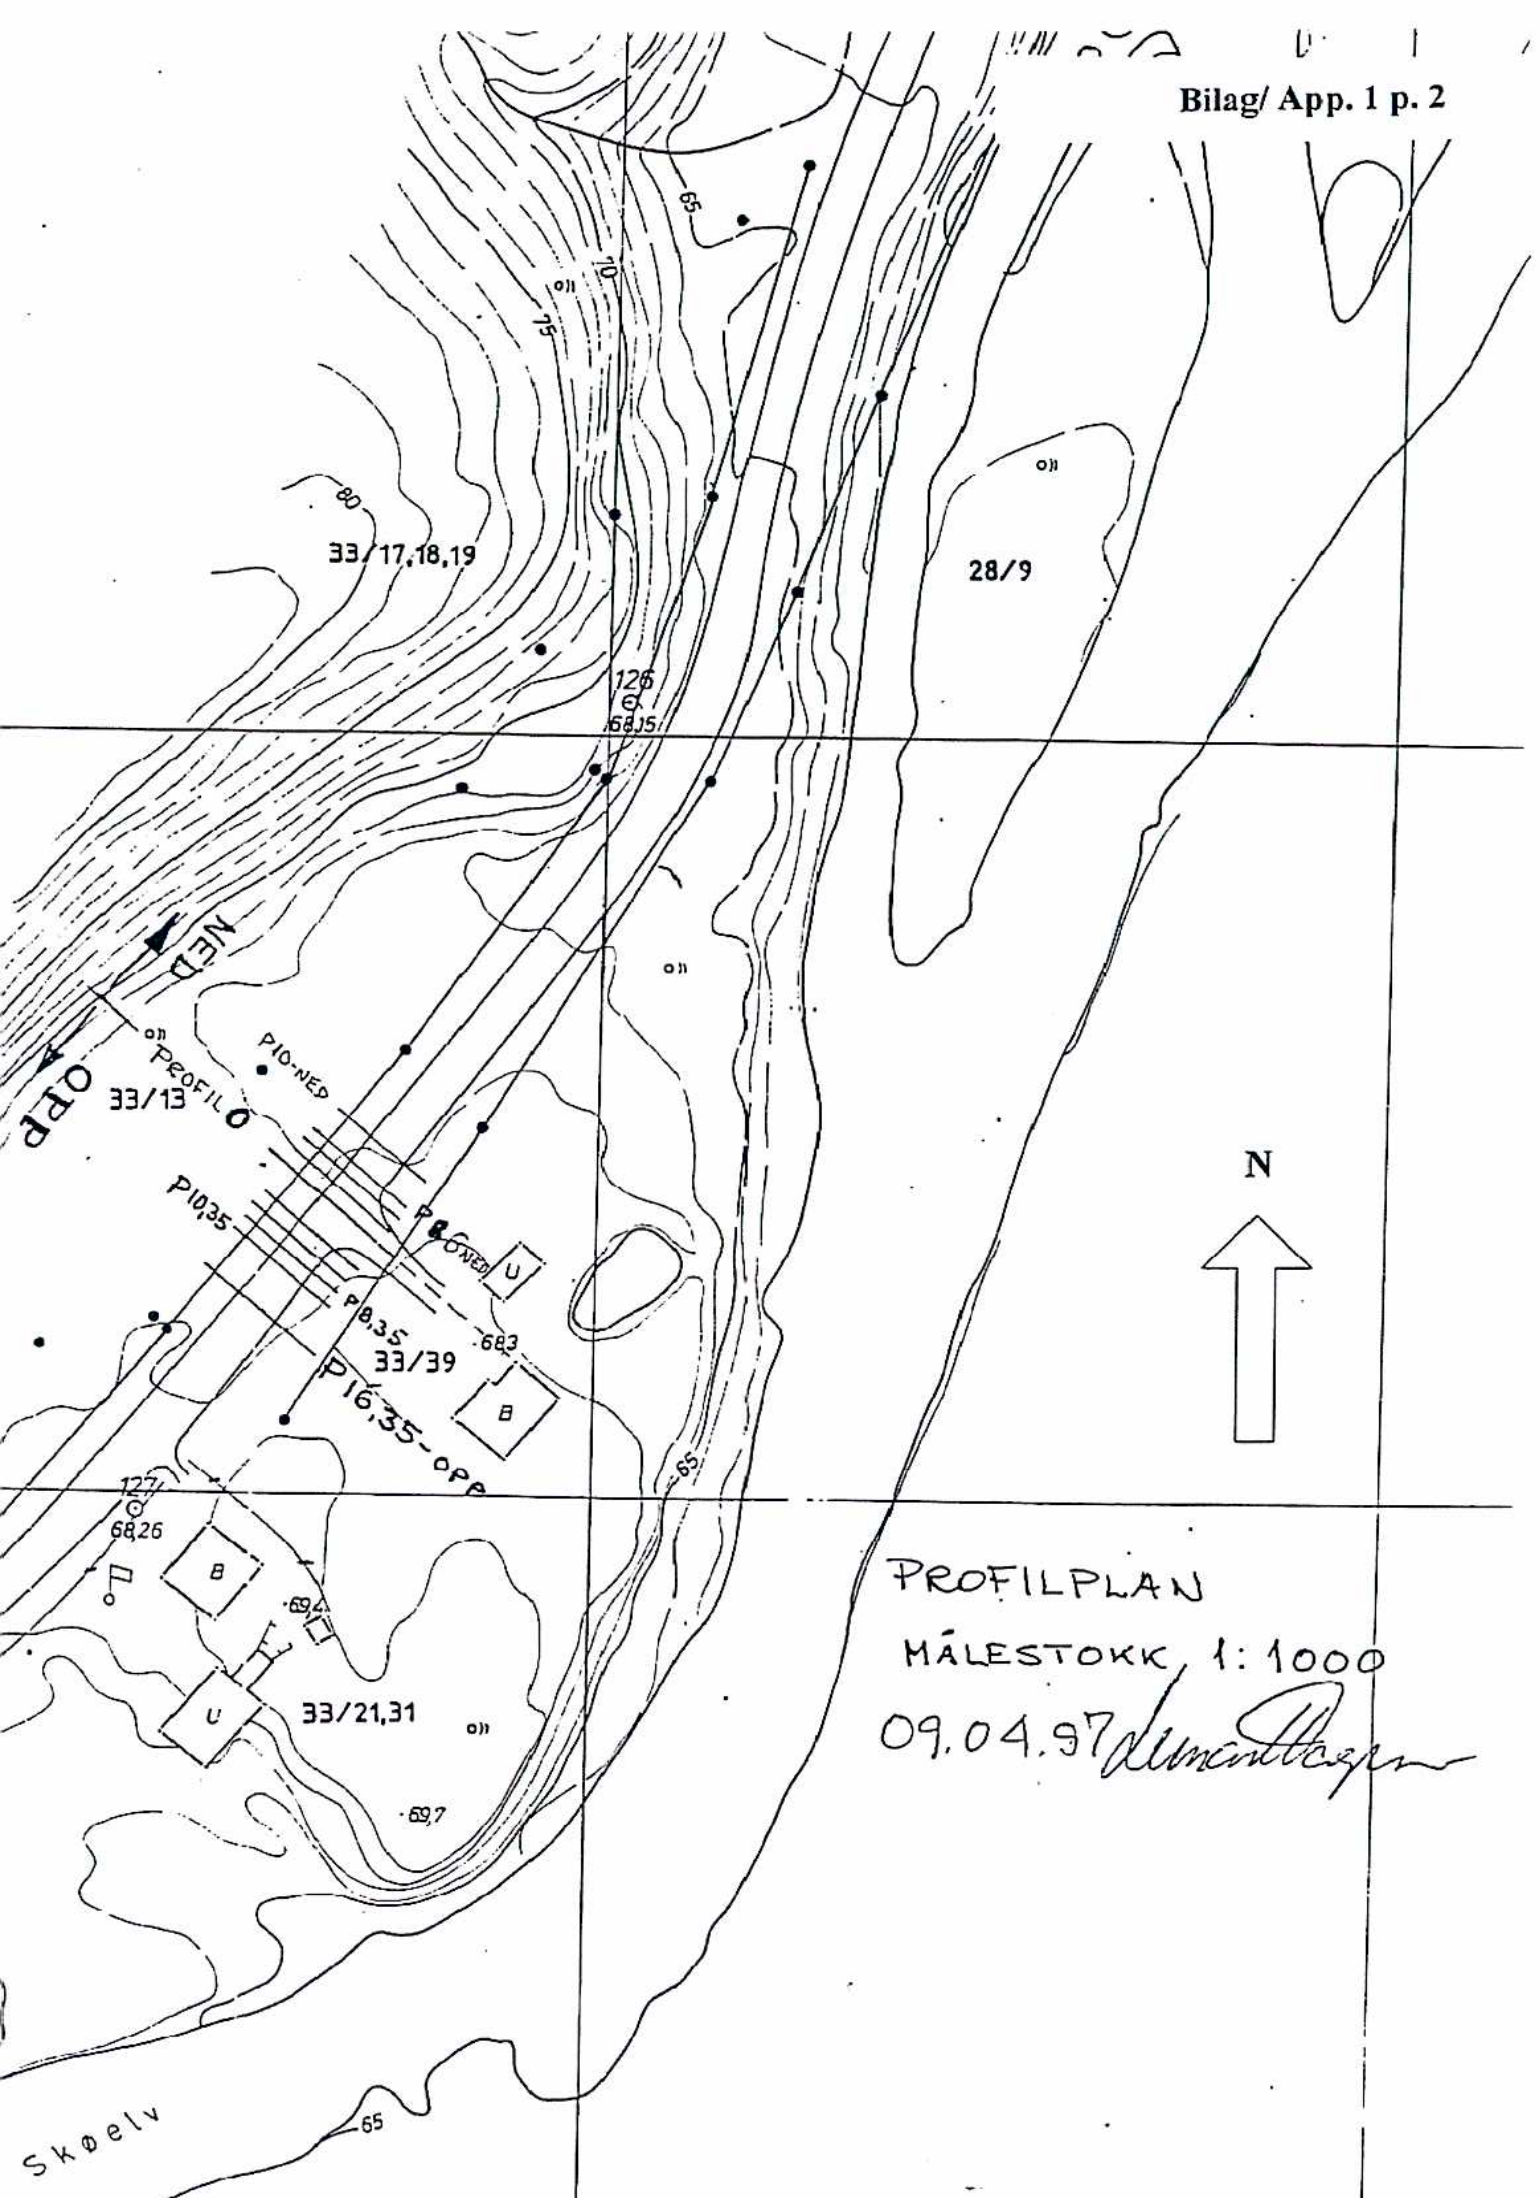 Bilag/ App. 1 p. 2
65
70
75
80
33/17,18,19
28/9
126
68,15
NED
OPP
PROFIL 0
P10-NED
33/13
P10,35
NED
U
P8,35
68,3
33/39
P16,35-OPP
B
N
65
127
68,26
B
69,4
U
33/21,31
69,7
PROFILPLAN
MÅLESTOKK, 1:1000
09.04.97
65
Skøelv